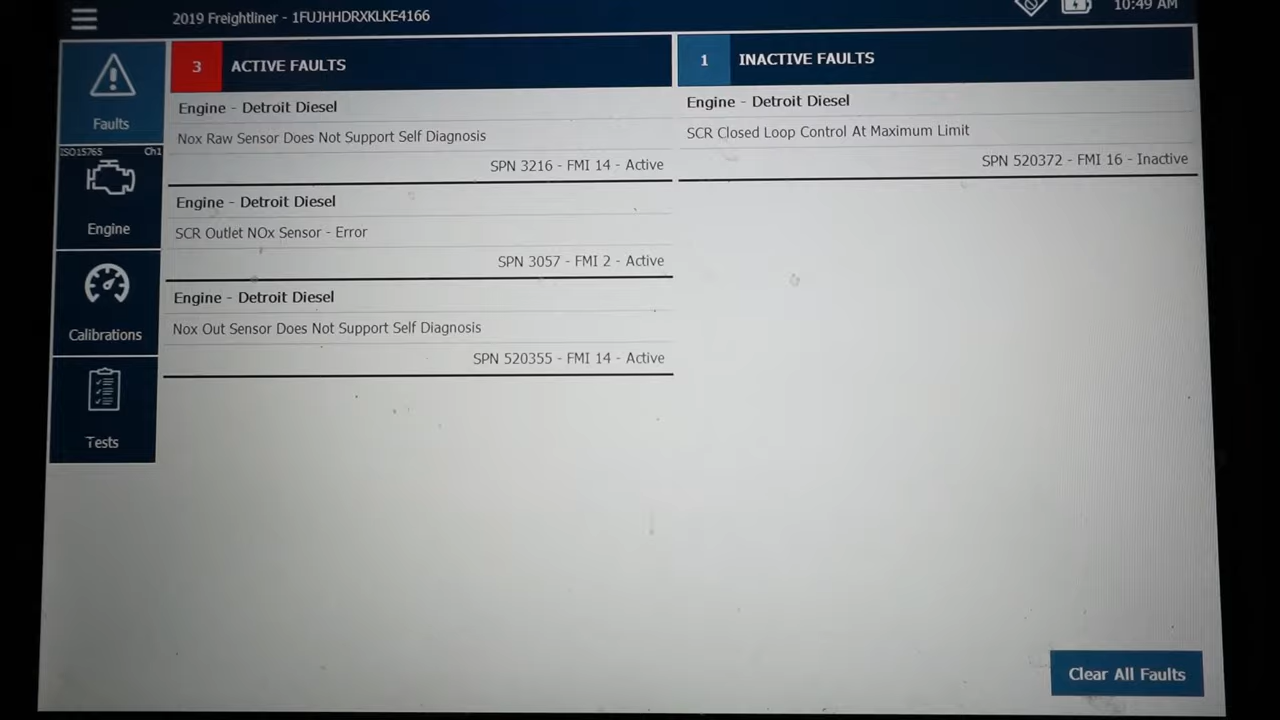 2019 Freightliner - 1FUJHHDRXKLKE4166
10:49 AM
Faults
ISO15765 Ch1
Engine
Calibrations
Tests
3 ACTIVE FAULTS
Engine - Detroit Diesel
Nox Raw Sensor Does Not Support Self Diagnosis
SPN 3216 - FMI 14 - Active
Engine - Detroit Diesel
SCR Outlet NOx Sensor - Error
SPN 3057 - FMI 2 - Active
Engine - Detroit Diesel
Nox Out Sensor Does Not Support Self Diagnosis
SPN 520355 - FMI 14 - Active
1 INACTIVE FAULTS
Engine - Detroit Diesel
SCR Closed Loop Control At Maximum Limit
SPN 520372 - FMI 16 - Inactive
Clear All Faults